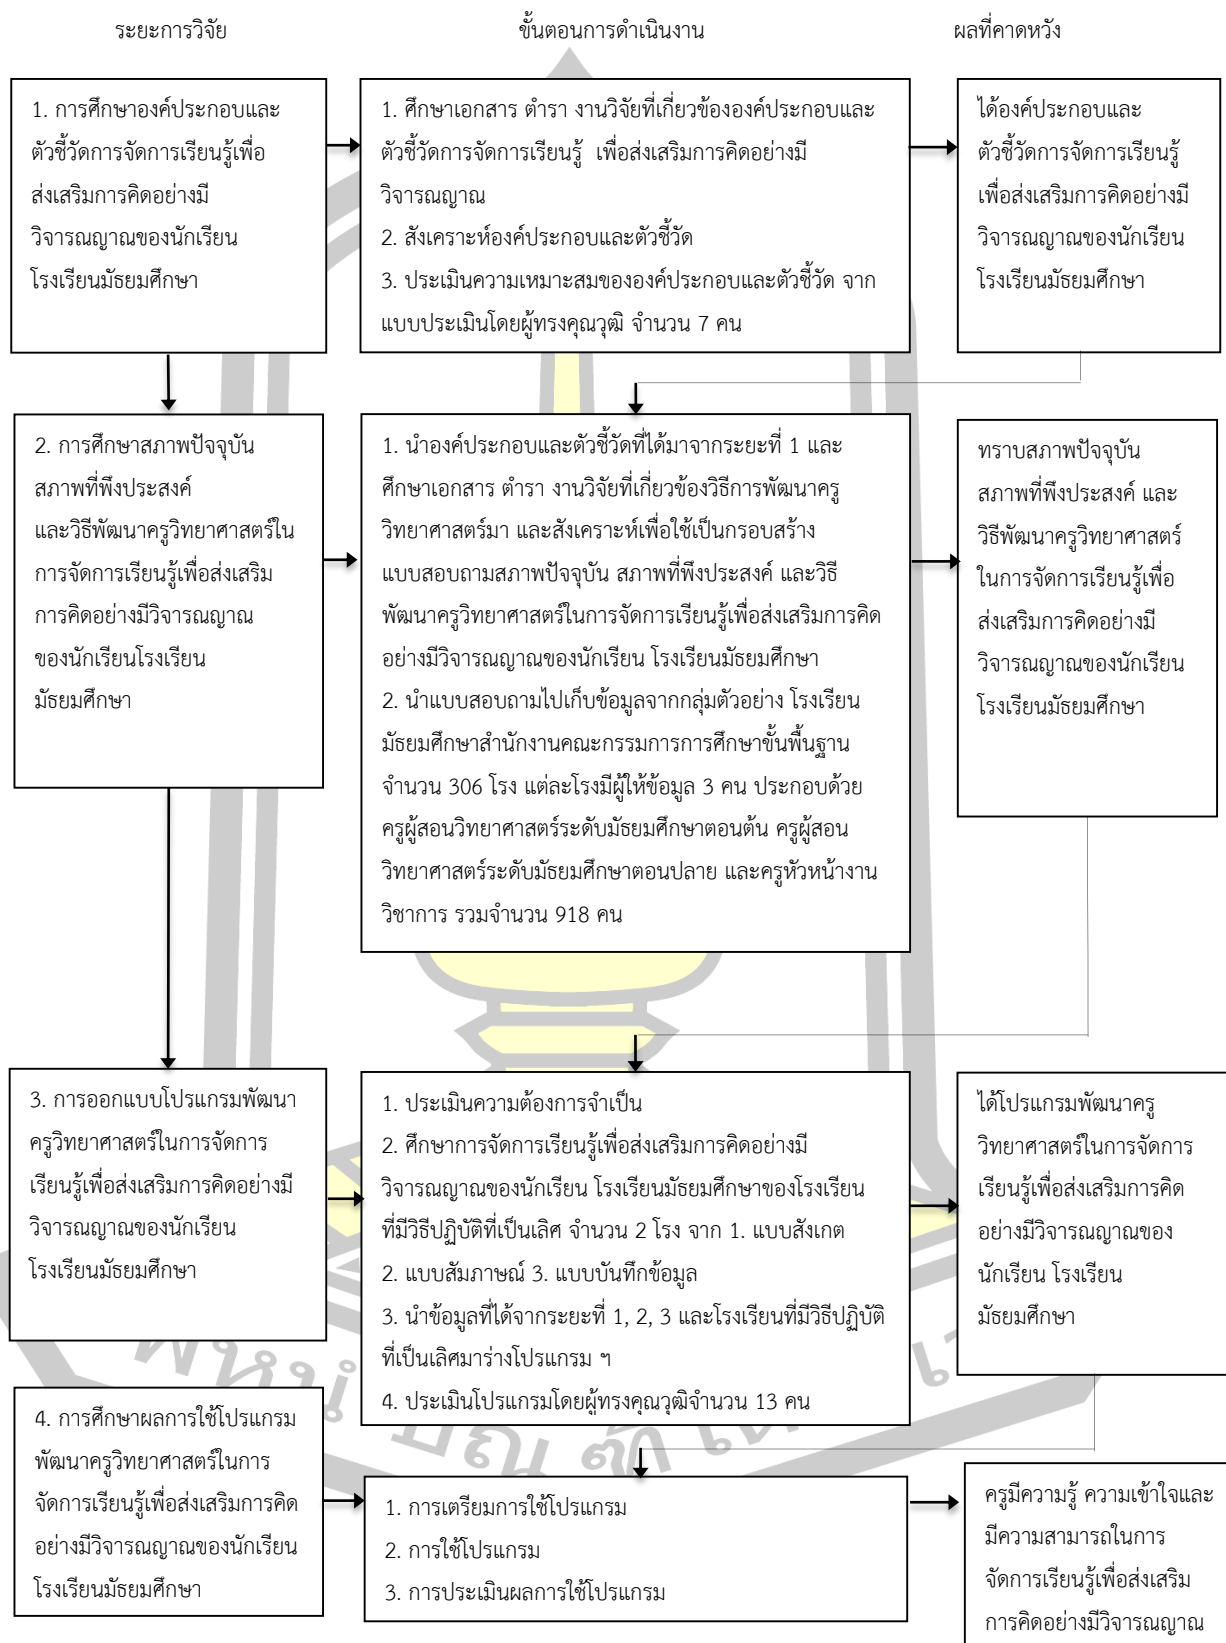 ระยะการวิจัย
ขั้นตอนการดำเนินงาน
ผลที่คาดหวัง
1. การศึกษาองค์ประกอบและ
ตัวชี้วัดการจัดการเรียนรู้เพื่อ
ส่งเสริมการคิดอย่างมี
วิจารณญาณของนักเรียน
โรงเรียนมัธยมศึกษา
1. ศึกษาเอกสาร ตำรา งานวิจัยที่เกี่ยวข้ององค์ประกอบและ
ตัวชี้วัดการจัดการเรียนรู้ เพื่อส่งเสริมการคิดอย่างมี
วิจารณญาณ
2. สังเคราะห์องค์ประกอบและตัวชี้วัด
3. ประเมินความเหมาะสมขององค์ประกอบและตัวชี้วัด จาก
แบบประเมินโดยผู้ทรงคุณวุฒิ จำนวน 7 คน
ได้องค์ประกอบและ
ตัวชี้วัดการจัดการเรียนรู้
เพื่อส่งเสริมการคิดอย่างมี
วิจารณญาณของนักเรียน
โรงเรียนมัธยมศึกษา
2. การศึกษาสภาพปัจจุบัน
สภาพที่พึงประสงค์
และวิธีพัฒนาครูวิทยาศาสตร์ใน
การจัดการเรียนรู้เพื่อส่งเสริม
การคิดอย่างมีวิจารณญาณ
ของนักเรียนโรงเรียน
มัธยมศึกษา
1. นำองค์ประกอบและตัวชี้วัดที่ได้มาจากระยะที่ 1 และ
ศึกษาเอกสาร ตำรา งานวิจัยที่เกี่ยวข้องวิธีการพัฒนาครู
วิทยาศาสตร์มา และสังเคราะห์เพื่อใช้เป็นกรอบสร้าง
แบบสอบถามสภาพปัจจุบัน สภาพที่พึงประสงค์ และวิธี
พัฒนาครูวิทยาศาสตร์ในการจัดการเรียนรู้เพื่อส่งเสริมการคิด
อย่างมีวิจารณญาณของนักเรียน โรงเรียนมัธยมศึกษา
2. นำแบบสอบถามไปเก็บข้อมูลจากกลุ่มตัวอย่าง โรงเรียน
มัธยมศึกษาสำนักงานคณะกรรมการการศึกษาขั้นพื้นฐาน
จำนวน 306 โรง แต่ละโรงมีผู้ให้ข้อมูล 3 คน ประกอบด้วย
ครูผู้สอนวิทยาศาสตร์ระดับมัธยมศึกษาตอนต้น ครูผู้สอน
วิทยาศาสตร์ระดับมัธยมศึกษาตอนปลาย และครูหัวหน้างาน
วิชาการ รวมจำนวน 918 คน
ทราบสภาพปัจจุบัน
สภาพที่พึงประสงค์ และ
วิธีพัฒนาครูวิทยาศาสตร์
ในการจัดการเรียนรู้เพื่อ
ส่งเสริมการคิดอย่างมี
วิจารณญาณของนักเรียน
โรงเรียนมัธยมศึกษา
3. การออกแบบโปรแกรมพัฒนา
ครูวิทยาศาสตร์ในการจัดการ
เรียนรู้เพื่อส่งเสริมการคิดอย่างมี
วิจารณญาณของนักเรียน
โรงเรียนมัธยมศึกษา
1. ประเมินความต้องการจำเป็น
2. ศึกษาการจัดการเรียนรู้เพื่อส่งเสริมการคิดอย่างมี
วิจารณญาณของนักเรียน โรงเรียนมัธยมศึกษาของโรงเรียน
ที่มีวิธีปฏิบัติที่เป็นเลิศ จำนวน 2 โรง จาก 1. แบบสังเกต
2. แบบสัมภาษณ์ 3. แบบบันทึกข้อมูล
3. นำข้อมูลที่ได้จากระยะที่ 1, 2, 3 และโรงเรียนที่มีวิธีปฏิบัติ
ที่เป็นเลิศมาร่างโปรแกรม ฯ
4. ประเมินโปรแกรมโดยผู้ทรงคุณวุฒิจำนวน 13 คน
ได้โปรแกรมพัฒนาครู
วิทยาศาสตร์ในการจัดการ
เรียนรู้เพื่อส่งเสริมการคิด
อย่างมีวิจารณญาณของ
นักเรียน โรงเรียน
มัธยมศึกษา
4. การศึกษาผลการใช้โปรแกรม
พัฒนาครูวิทยาศาสตร์ในการ
จัดการเรียนรู้เพื่อส่งเสริมการคิด
อย่างมีวิจารณญาณของนักเรียน
โรงเรียนมัธยมศึกษา
1. การเตรียมการใช้โปรแกรม
2. การใช้โปรแกรม
3. การประเมินผลการใช้โปรแกรม
ครูมีความรู้ ความเข้าใจและ
มีความสามารถในการ
จัดการเรียนรู้เพื่อส่งเสริม
การคิดอย่างมีวิจารณญาณ